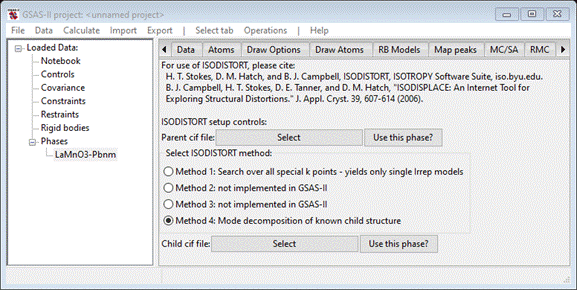 GSAS-II project: <unnamed project>
File Data Calculate Import Export | Select tab Operations | Help
Loaded Data:
Notebook
Controls
Covariance
Constraints
Restraints
Rigid bodies
Phases
LaMnO3-Pbnm
Data Atoms Draw Options Draw Atoms RB Models Map peaks MC/SA RMC
For use of ISODISTORT, please cite:
H. T. Stokes, D. M. Hatch, and B. J. Campbell, ISODISTORT, ISOTROPY Software Suite, iso.byu.edu.
B. J. Campbell, H. T. Stokes, D. E. Tanner, and D. M. Hatch, "ISODISPLACE: An Internet Tool for
Exploring Structural Distortions." J. Appl. Cryst. 39, 607-614 (2006).
ISODISTORT setup controls:
Parent cif file: Select Use this phase?
Select ISODISTORT method:
Method 1: Search over all special k points - yields only single Irrep models
Method 2: not implemented in GSAS-II
Method 3: not implemented in GSAS-II
Method 4: Mode decomposition of known child structure
Child cif file: Select Use this phase?